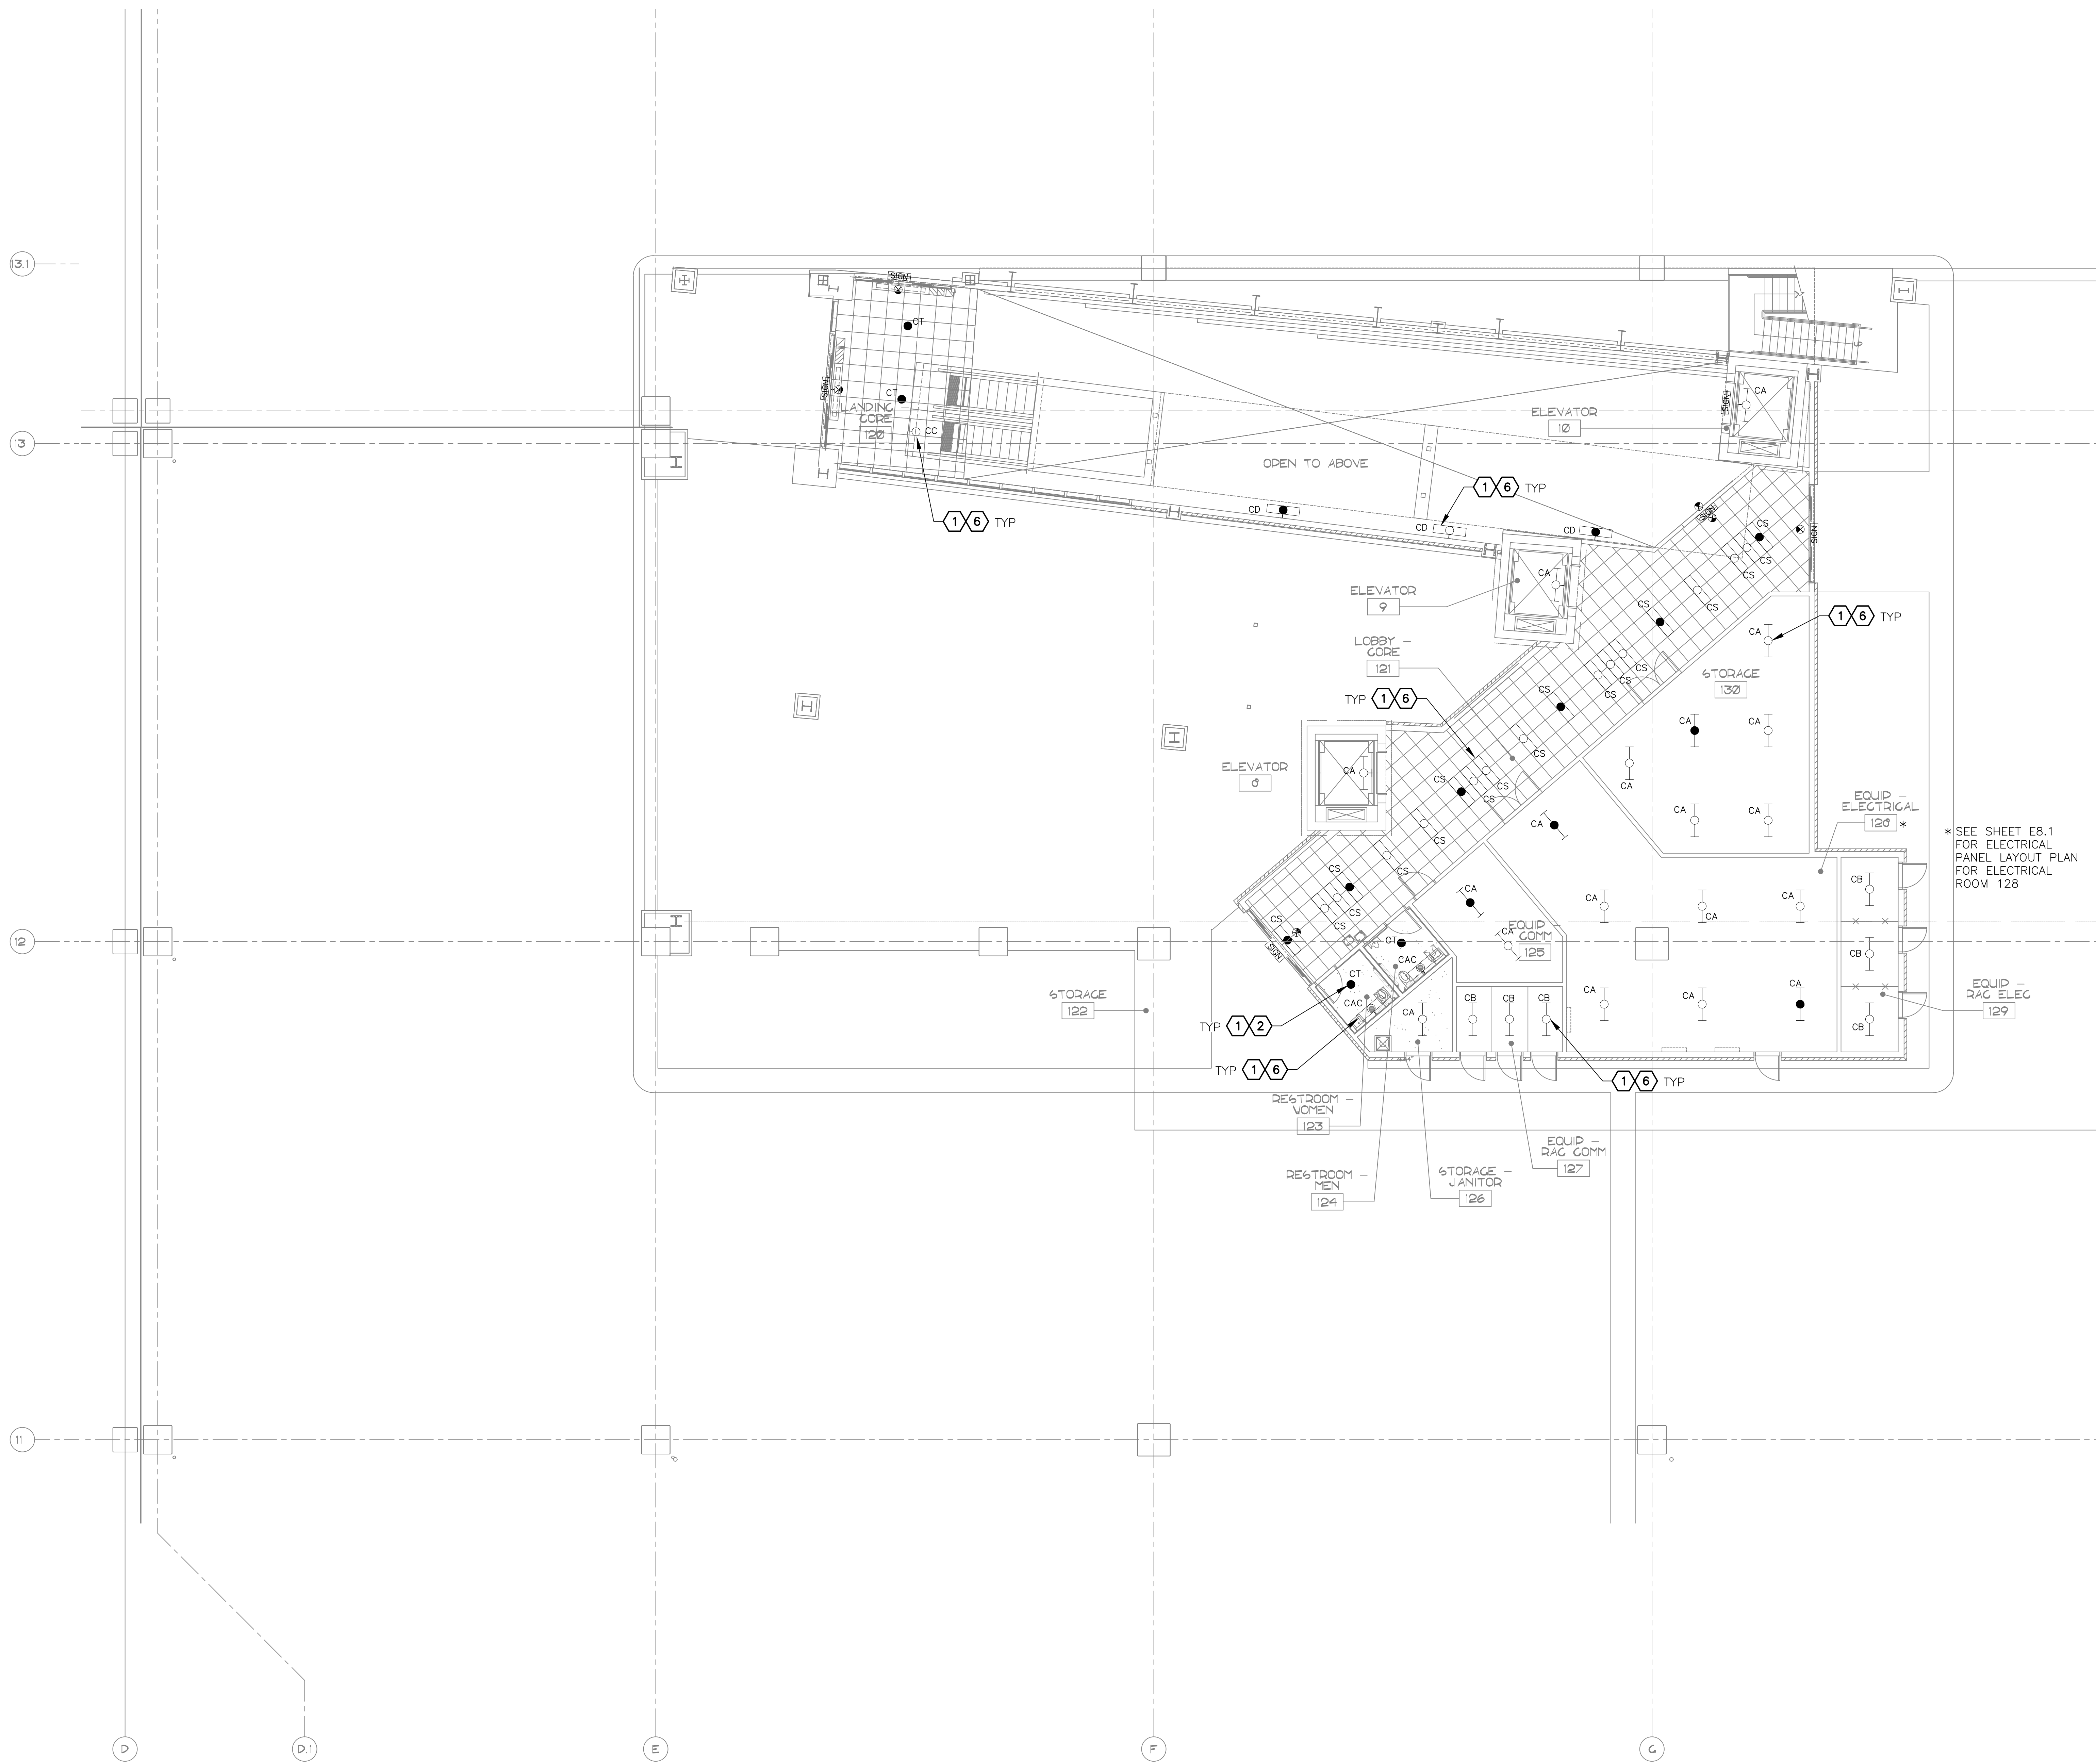 13.1
SIGN
CT
SIGN
CT
LANDING -
CORE
120
CC
SIGN
CA
ELEVATOR
10
13
OPEN TO ABOVE
1 6 TYP
1 6 TYP
CD
CD
CD
SIGN
CS
SIGN
CS
CS
CA
CS
CS
ELEVATOR
9
1 6 TYP
CA
LOBBY -
CORE
121
CS
CS
CS
STORAGE
130
TYP 1 6
CS
CA
CA
CS
ELEVATOR
CA
CS
CS
CS
CA
EQUIP -
ELECTRICAL
*
CA
CA
CA
* SEE SHEET E8.1
FOR ELECTRICAL
PANEL LAYOUT PLAN
FOR ELECTRICAL
ROOM 128
CS
CS
CS
CB
CA
CA
CA
CA
CS
CS
CS
EQUIP
COMM
125
CA
12
CT
CB
SIGN
CAC
CT
STORAGE
122
CAC
CB
CB
CB
CA
CA
CA
EQUIP -
RAC ELEC
129
CA
CB
TYP 1 2
TYP 1 6
1 6 TYP
RESTROOM -
WOMEN
123
EQUIP -
RAC COMM
127
RESTROOM -
MEN
124
STORAGE -
JANITOR
126
11
D
D.1
E
F
G